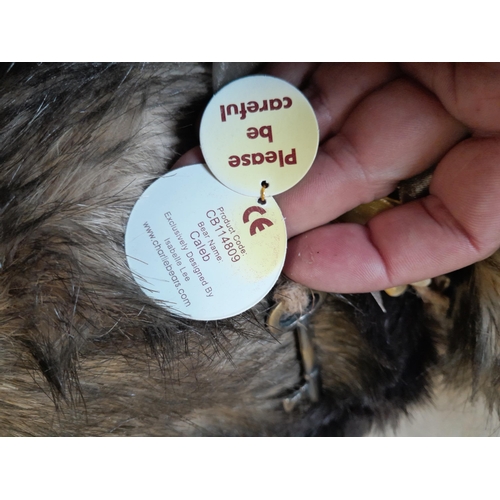 Please
be
careful
CE
Product Code:
CB114809
Bear Name:
Caleb
Exclusively Designed By
Isabelle Lee
www.charliebears.com